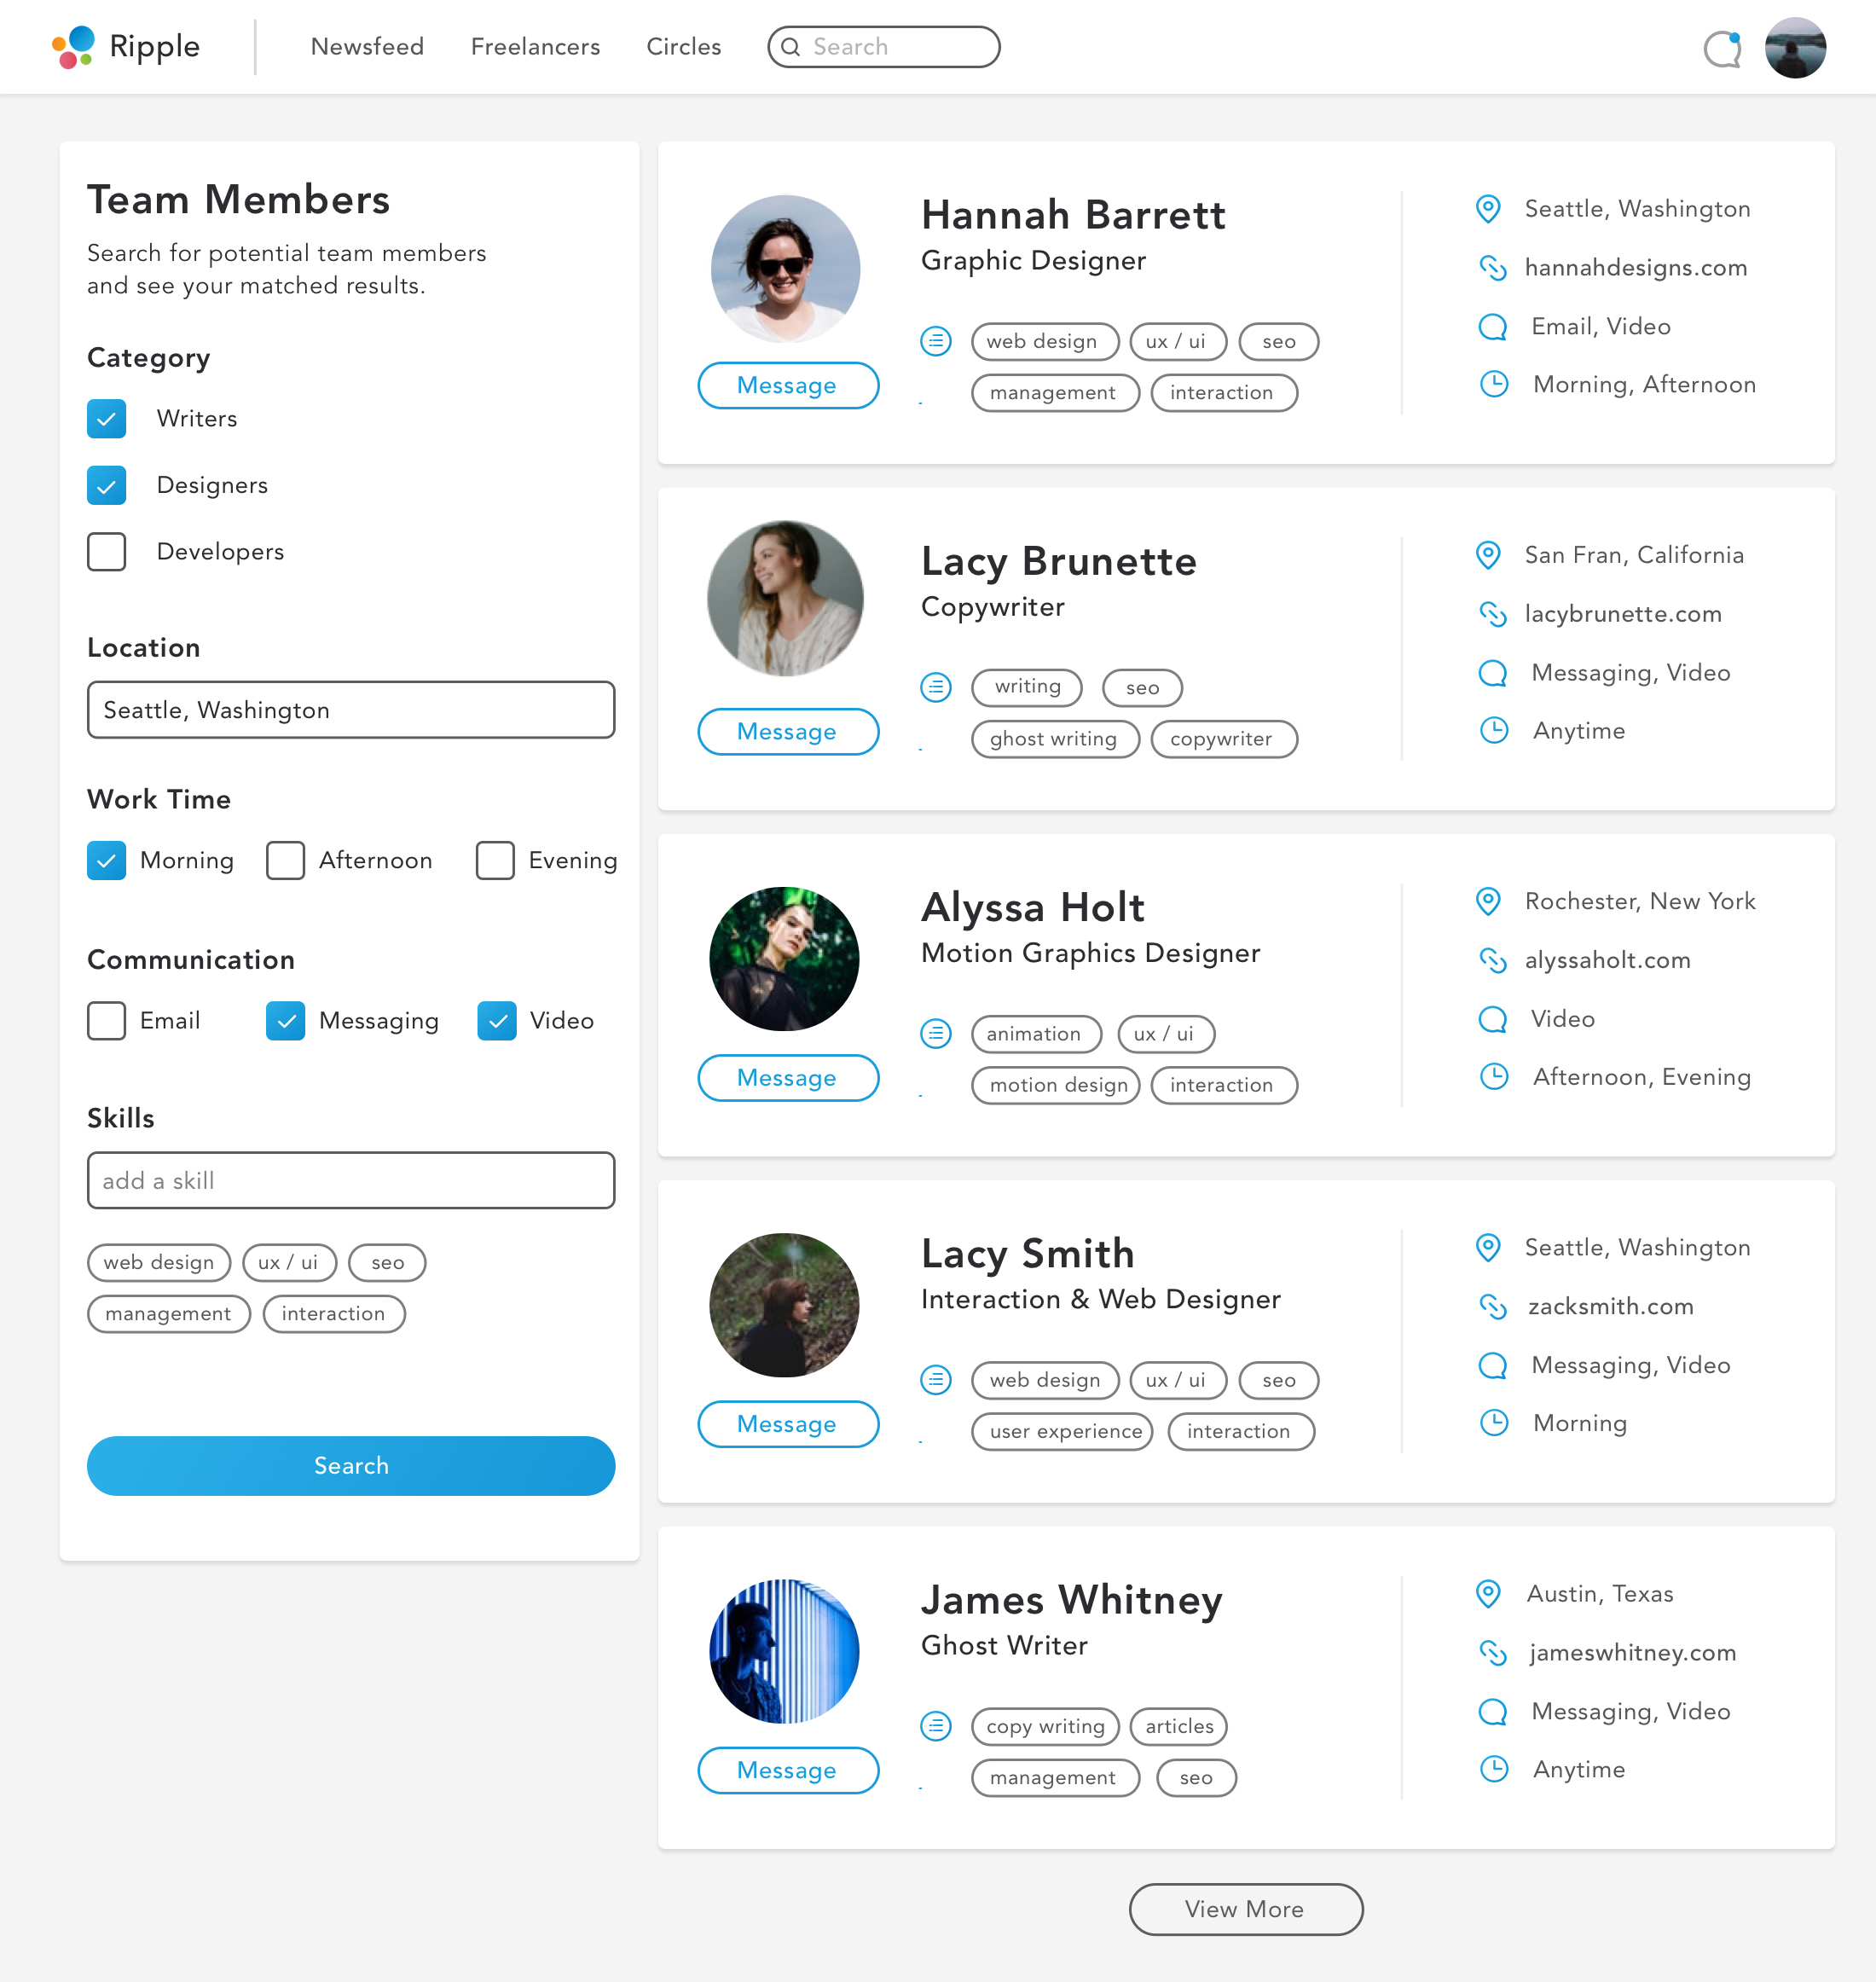 Ripple
Newsfeed Freelancers Circles Search
Team Members
Search for potential team members
and see your matched results.
Category
Writers
Designers
Developers
Location
Seattle, Washington
Work Time
Morning Afternoon Evening
Communication
Email Messaging Video
Skills
add a skill
web design ux / ui seo
management interaction
Search
Hannah Barrett
Graphic Designer
web design ux / ui seo
management interaction
Message
Seattle, Washington
hannahdesigns.com
Email, Video
Morning, Afternoon
Lacy Brunette
Copywriter
writing seo
ghost writing copywriter
Message
San Fran, California
lacybrunette.com
Messaging, Video
Anytime
Alyssa Holt
Motion Graphics Designer
animation ux / ui
motion design interaction
Message
Rochester, New York
alyssaholt.com
Video
Afternoon, Evening
Lacy Smith
Interaction & Web Designer
web design ux / ui seo
user experience interaction
Message
Seattle, Washington
zacksmith.com
Messaging, Video
Morning
James Whitney
Ghost Writer
copy writing articles
management seo
Message
Austin, Texas
jameswhitney.com
Messaging, Video
Anytime
View More